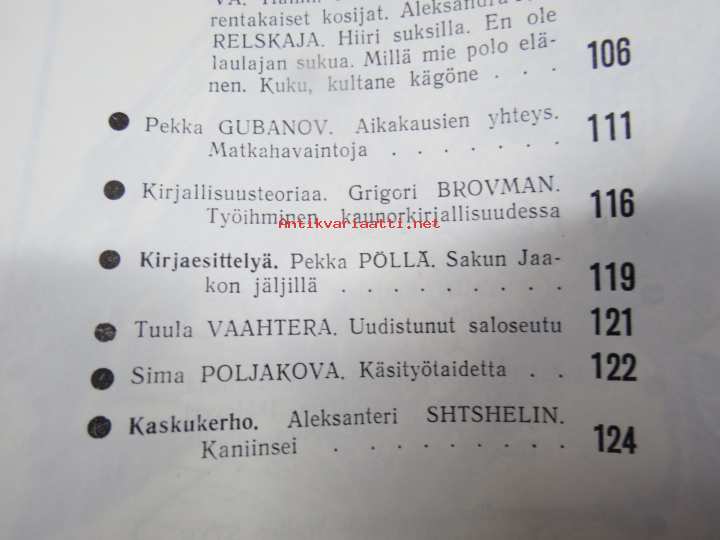 rentakaiset kosijat. Aleksandra
RELSKAJA. Hiiri suksilla. En ole
laulajan sukua. Millä mie polo elä-
nen. Kuku, kultane kägöne . . . 106
● Pekka GUBANOV. Aikakausien yhteys.
Matkahavaintoja . . . . . . . 111
● Kirjallisuusteoriaa. Grigori BROVMAN.
Työihminen kaunokirjallisuudessa 116
Antikvariaatti.net
● Kirjaesittelyä. Pekka PÖLLÄ. Sakun Jaa-
kon jäljillä . . . . . . . . . 119
● Tuula VAAHTERA. Uudistunut saloseutu 121
● Sima POLJAKOVA. Käsityötaidetta . . 122
● Kaskukerho. Aleksanteri SHTSHELIN.
Kaniinsei . . . . . . . . 124